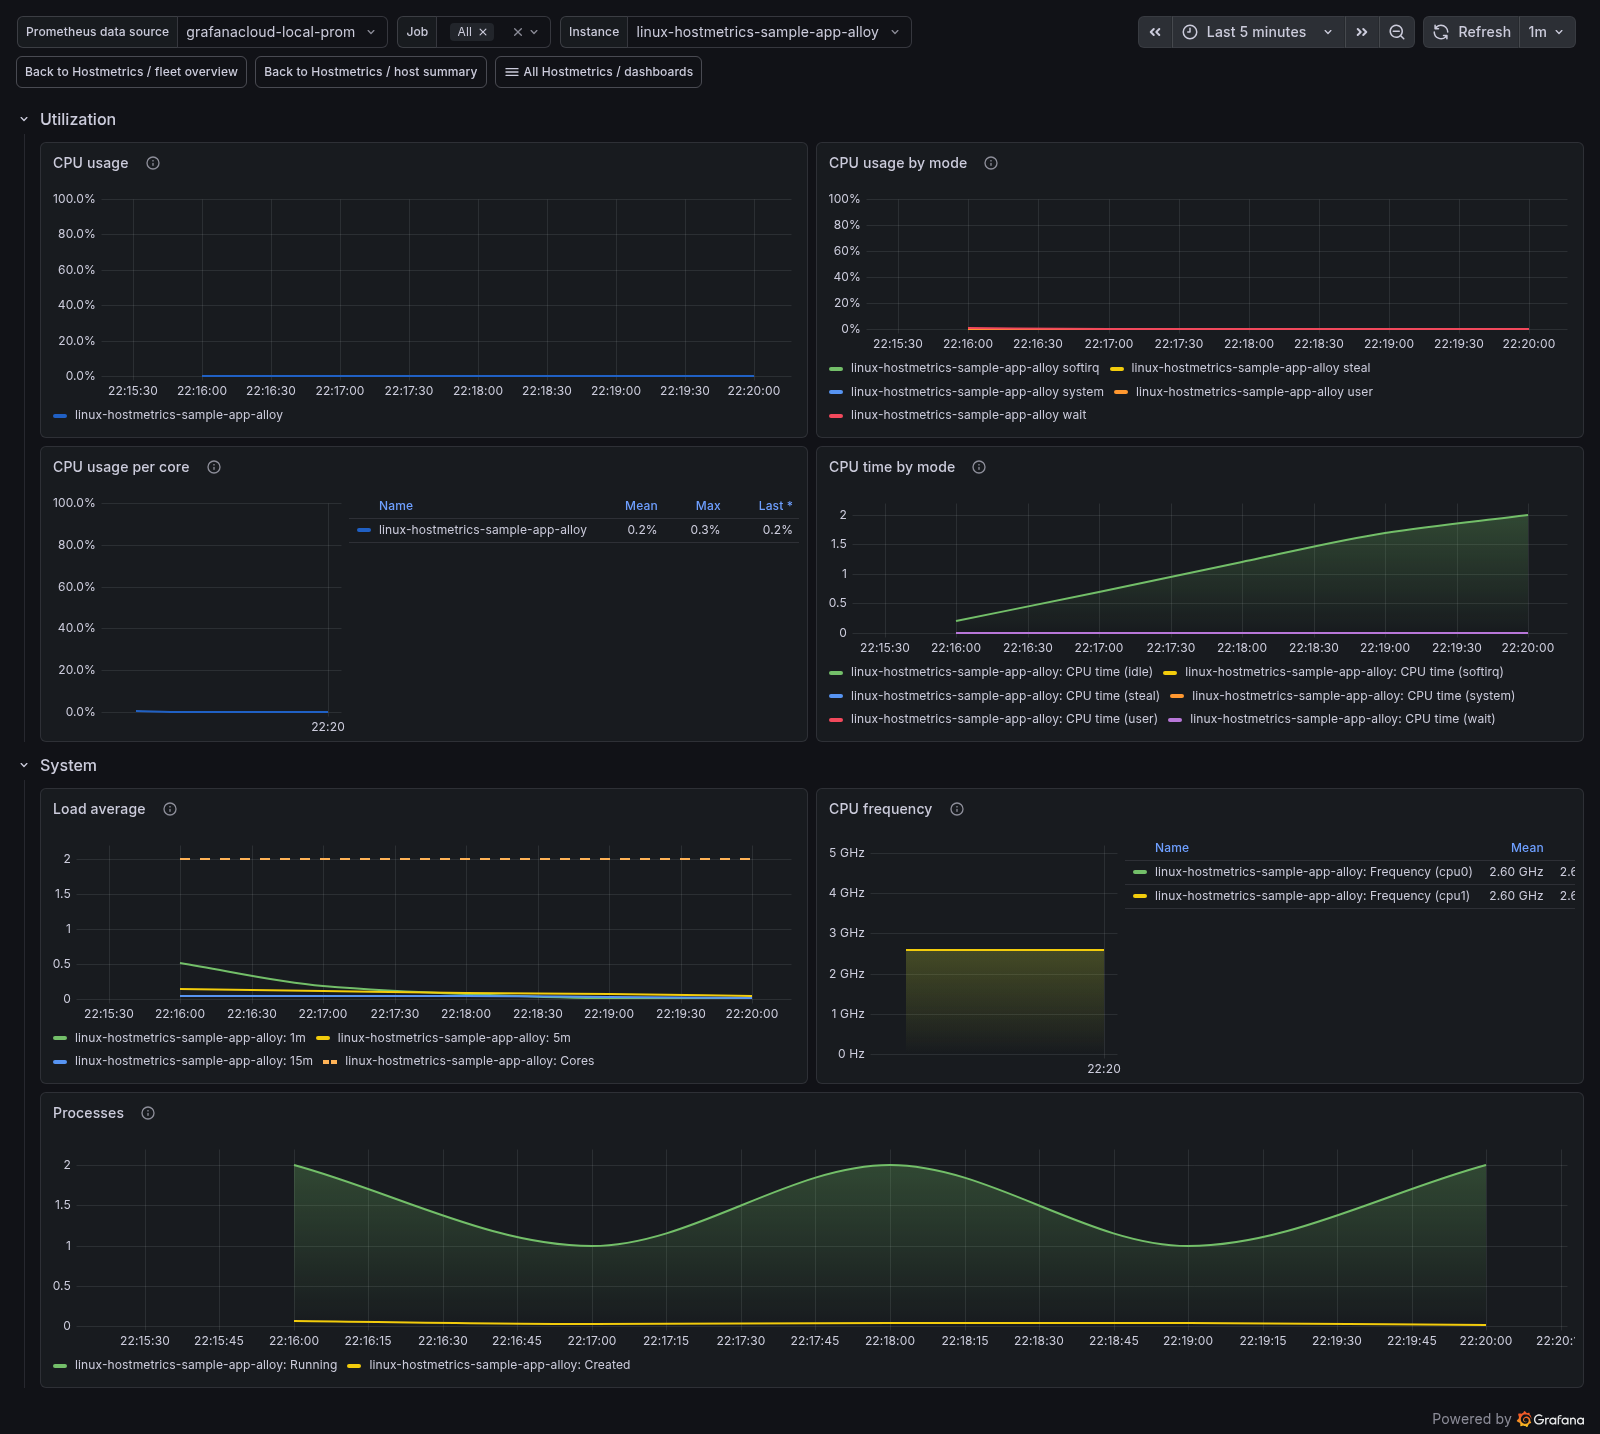 Prometheus data source grafanacloud-local-prom Job All Instance linux-hostmetrics-sample-app-alloy Last 5 minutes Refresh 1m
Back to Hostmetrics / fleet overview Back to Hostmetrics / host summary All Hostmetrics / dashboards
Utilization
CPU usage
100.0%
80.0%
60.0%
40.0%
20.0%
0.0%
22:15:30 22:16:00 22:16:30 22:17:00 22:17:30 22:18:00 22:18:30 22:19:00 22:19:30 22:20:00
linux-hostmetrics-sample-app-alloy
CPU usage by mode
100%
80%
60%
40%
20%
0%
22:15:30 22:16:00 22:16:30 22:17:00 22:17:30 22:18:00 22:18:30 22:19:00 22:19:30 22:20:00
linux-hostmetrics-sample-app-alloy softirq linux-hostmetrics-sample-app-alloy steal
linux-hostmetrics-sample-app-alloy system linux-hostmetrics-sample-app-alloy user
linux-hostmetrics-sample-app-alloy wait
CPU usage per core
100.0%
80.0%
60.0%
40.0%
20.0%
0.0%
22:20
Name Mean Max Last *
linux-hostmetrics-sample-app-alloy 0.2% 0.3% 0.2%
CPU time by mode
2
1.5
1
0.5
0
22:15:30 22:16:00 22:16:30 22:17:00 22:17:30 22:18:00 22:18:30 22:19:00 22:19:30 22:20:00
linux-hostmetrics-sample-app-alloy: CPU time (idle) linux-hostmetrics-sample-app-alloy: CPU time (softirq)
linux-hostmetrics-sample-app-alloy: CPU time (steal) linux-hostmetrics-sample-app-alloy: CPU time (system)
linux-hostmetrics-sample-app-alloy: CPU time (user) linux-hostmetrics-sample-app-alloy: CPU time (wait)
System
Load average
2
1.5
1
0.5
0
22:15:30 22:16:00 22:16:30 22:17:00 22:17:30 22:18:00 22:18:30 22:19:00 22:19:30 22:20:00
linux-hostmetrics-sample-app-alloy: 1m linux-hostmetrics-sample-app-alloy: 5m
linux-hostmetrics-sample-app-alloy: 15m linux-hostmetrics-sample-app-alloy: Cores
CPU frequency
5 GHz
4 GHz
3 GHz
2 GHz
1 GHz
0 Hz
22:20
Name Mean
linux-hostmetrics-sample-app-alloy: Frequency (cpu0) 2.60 GHz
linux-hostmetrics-sample-app-alloy: Frequency (cpu1) 2.60 GHz
Processes
2
1.5
1
0.5
0
22:15:30 22:15:45 22:16:00 22:16:15 22:16:30 22:16:45 22:17:00 22:17:15 22:17:30 22:17:45 22:18:00 22:18:15 22:18:30 22:18:45 22:19:00 22:19:15 22:19:30 22:19:45 22:20:00
linux-hostmetrics-sample-app-alloy: Running linux-hostmetrics-sample-app-alloy: Created
Powered by Grafana